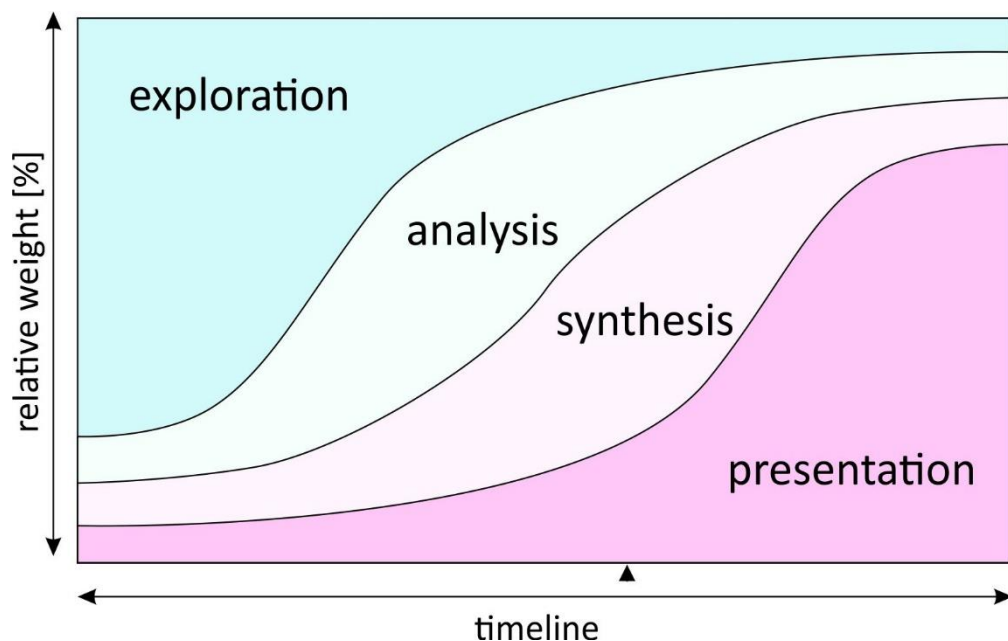 exploration
analysis
synthesis
presentation
relative weight [%]
timeline